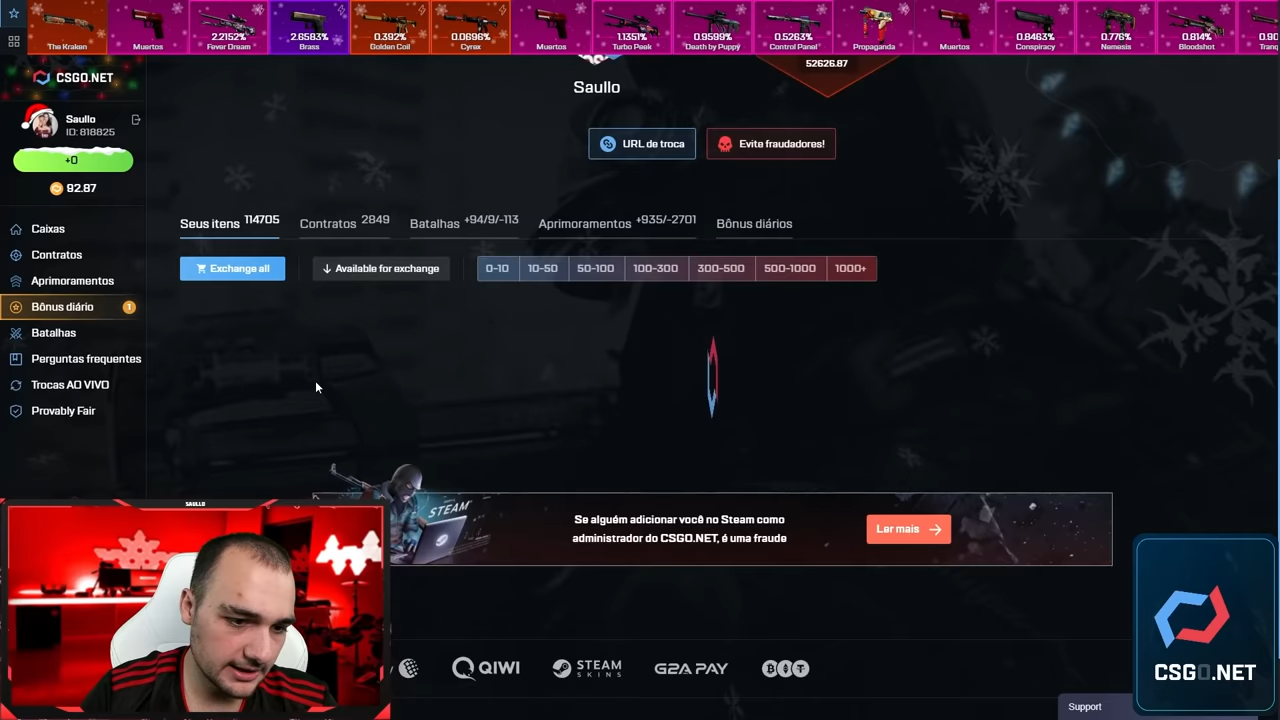 The Kraken
Muertos
2.2152%
Fever Dream
2.6583%
Brass
0.392%
Golden Coil
0.0696%
Cyrex
Muertos
1.1351%
Turbo Peek
0.9599%
Death by Puppy
0.5263%
Control Panel
Propaganda
Muertos
0.8463%
Conspiracy
0.776%
Nemesis
0.814%
Bloodshot
CSGO.NET
Saullo
ID: 818825
+0
92.87
Caixas
Contratos
Aprimoramentos
Bônus diário 1
Batalhas
Perguntas frequentes
Trocas AO VIVO
Provably Fair
52626.87
Saullo
URL de troca
Evite fraudadores!
Seus itens 114705
Contratos 2849
Batalhas +94/9/-113
Aprimoramentos +935/-2701
Bônus diários
Exchange all
Available for exchange
0-10
10-50
50-100
100-300
300-500
500-1000
1000+
STEAM
Se alguém adicionar você no Steam como
administrador do CSGO.NET, é uma fraude
Ler mais
SAULLO
QIWI
STEAM
SKINS
G2A PAY
CSGO.NET
Support